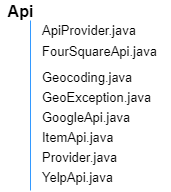 Api
ApiProvider.java
FourSquareApi.java
Geocoding.java
GeoException.java
GoogleApi.java
ItemApi.java
Provider.java
YelpApi.java